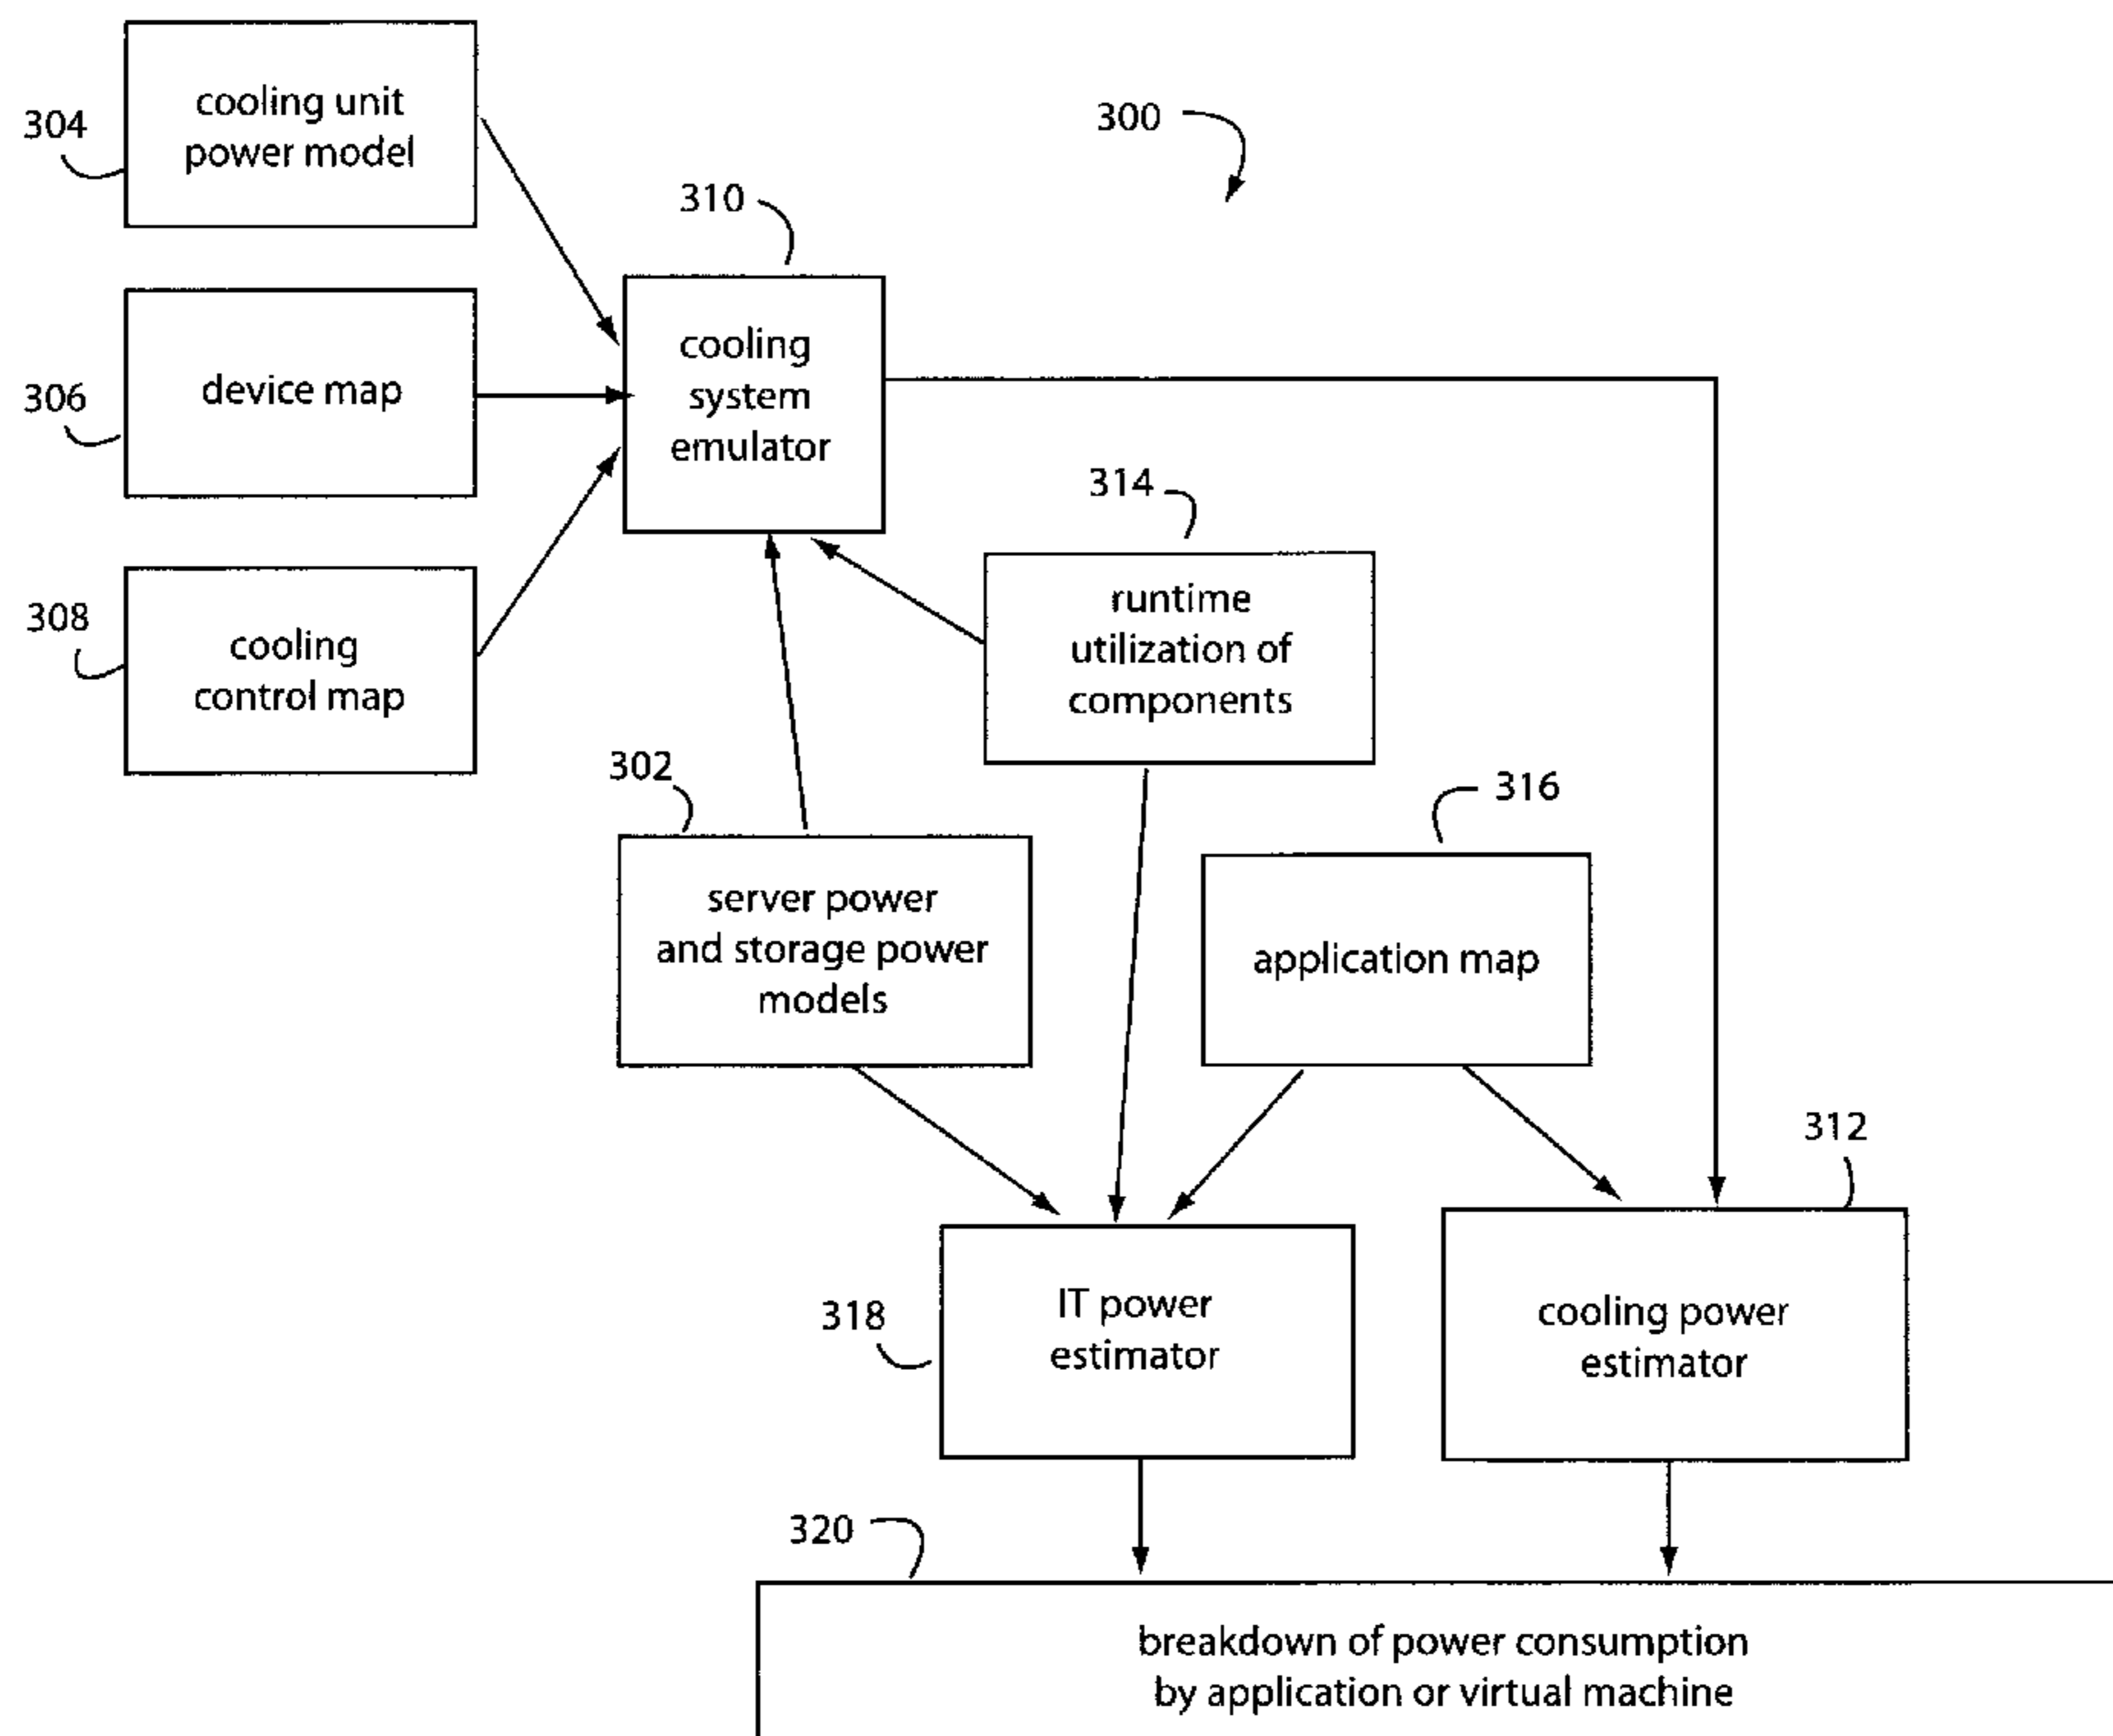 cooling unit
power model
304
300
310
cooling
system
emulator
device map
306
314
runtime
utilization of
components
308
cooling
control map
302
316
server power
and storage power
models
application map
312
318
IT power
estimator
cooling power
estimator
320
breakdown of power consumption
by application or virtual machine